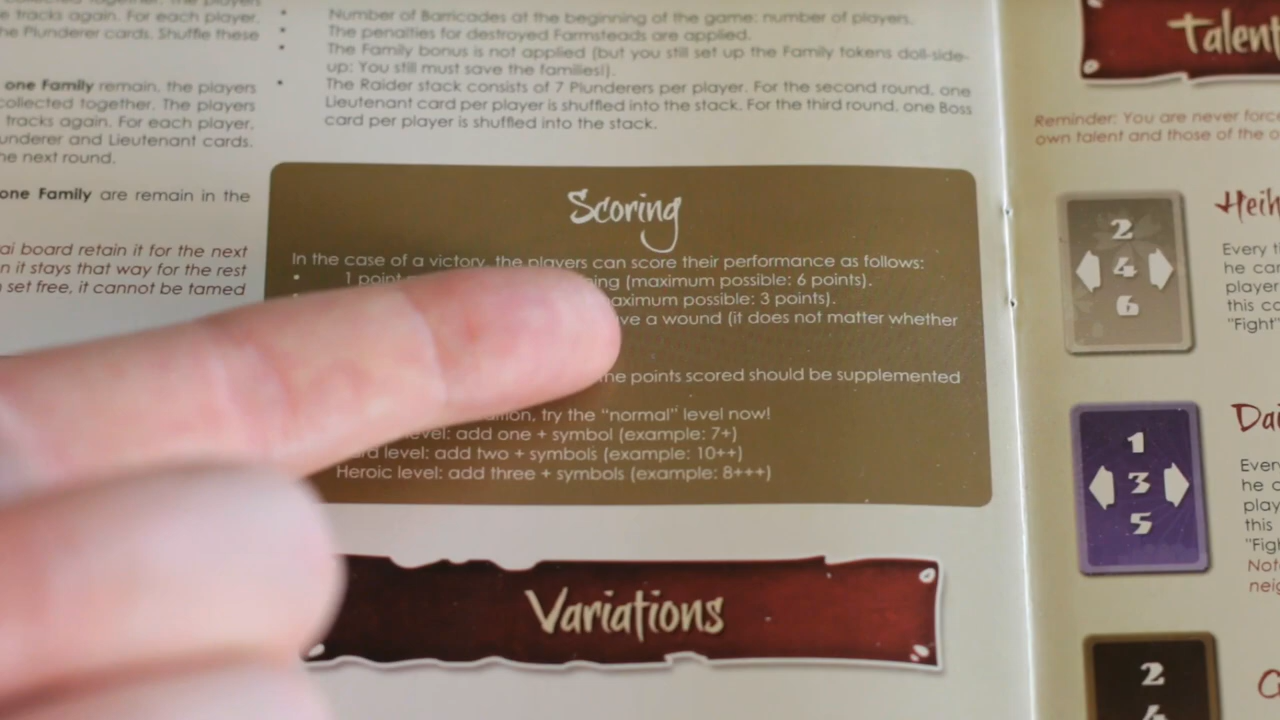 tracks again. For each player,
the Plunderer cards. Shuffle these
one Family remain, the players
collected together. The players
tracks again. For each player,
and Lieutenant cards.
next round.
one Family are remain in the
board retain it for the next
it stays that way for the rest
set free, it cannot be tamed
• Number of Barricades at the beginning of the game: number of players.
• The penalties for destroyed Farmsteads are applied.
• The Family bonus is not applied (but you still set up the Family tokens doll-side-
up: You still must save the families!).
• The Raider stack consists of 7 Plunderers per player. For the second round, one
Lieutenant card per player is shuffled into the stack. For the third round, one Boss
card per player is shuffled into the stack.
Scoring
In the case of a victory, the players can score their performance as follows:
• 1 point (maximum possible: 6 points).
possible: 3 points).
a wound (it does not matter whether
points scored should be supplemented
try the "normal" level now!
level: add one + symbol (example: 7+)
level: add two + symbols (example: 10++)
Heroic level: add three + symbols (example: 8+++)
Variations
Talent
Reminder: You are never
own talent and those of the
2
4
6
Every
he
player
this
"Fight"
1
3
5
he
this
2
4